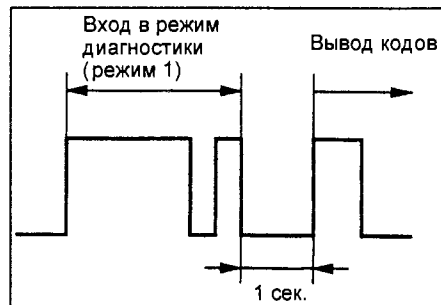 Вход в режим
диагностики
(режим 1)
Вывод кодов
1 сек.